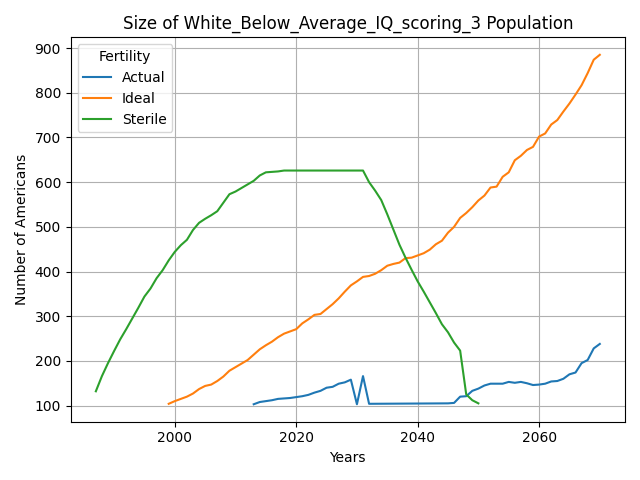 Size of White_Below_Average_IQ_scoring_3 Population
Fertility
Actual
Ideal
Sterile
Number of Americans
900
800
700
600
500
400
300
200
100
2000
2020
2040
2060
Years